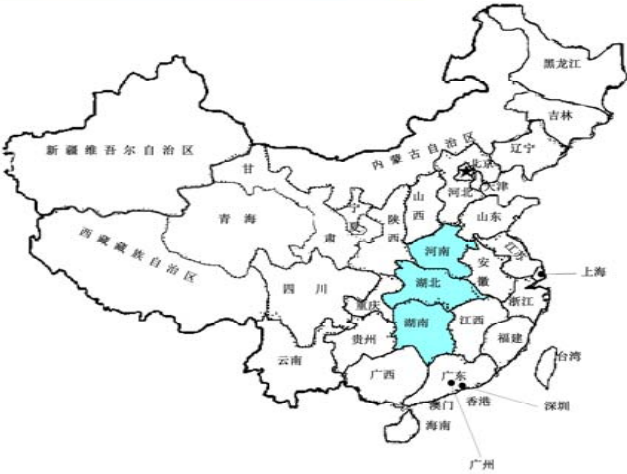 黑龙江
吉林
辽宁
内蒙古自治区
北京
天津
河北
新疆维吾尔自治区
甘
肃
宁夏
山西
陕西
山东
青海
西藏藏族自治区
河南
江苏
安徽
上海
湖北
四川
重庆
浙江
湖南
江西
贵州
福建
云南
台湾
广西
广东
澳门
香港
深圳
海南
广州